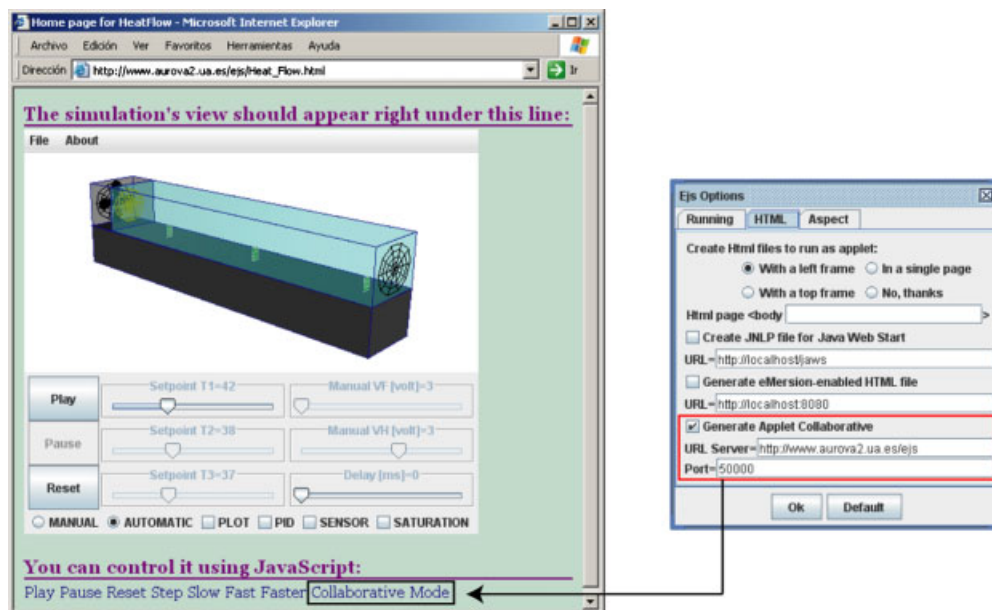 Home page for HeatFlow - Microsoft Internet Explorer
Archivo Edición Ver Favoritos Herramientas Ayuda
Dirección http://www.aurova2.ua.es/ejs/Heat_Flow.html Ir
The simulation's view should appear right under this line:
File About
Play
Setpoint T1=42
Manual VF [volt]=3
Pause
Setpoint T2=38
Manual VH [volt]=3
Reset
Setpoint T3=37
Delay [ms]=0
MANUAL AUTOMATIC PLOT PID SENSOR SATURATION
You can control it using JavaScript:
Play Pause Reset Step Slow Fast Faster Collaborative Mode
Ejs Options
Running HTML Aspect
Create Html files to run as applet:
With a left frame In a single page
With a top frame No, thanks
Html page <body >
Create JNLP file for Java Web Start
URL=http://localhost/jaws
Generate eMersion-enabled HTML file
URL=http://localhost:8080
Generate Applet Collaborative
URL Server=http://www.aurova2.ua.es/ejs
Port=50000
Ok Default